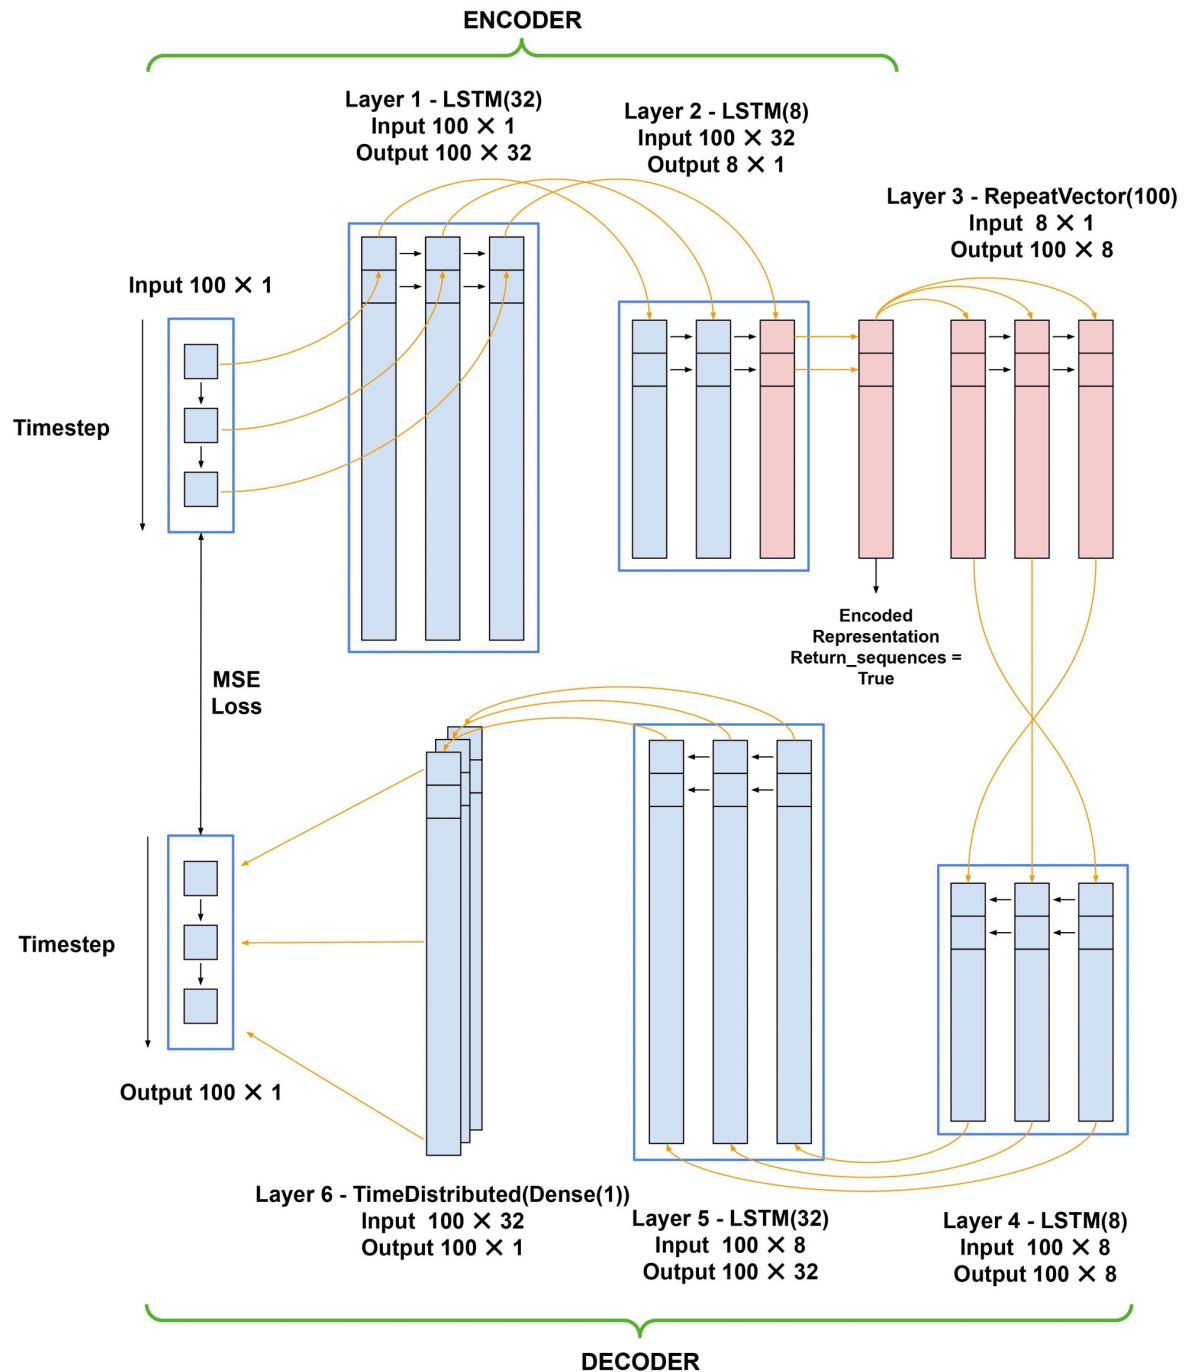 ENCODER
Layer 1 - LSTM(32)
Input 100 × 1
Output 100 × 32
Layer 2 - LSTM(8)
Input 100 × 32
Output 8 × 1
Layer 3 - RepeatVector(100)
Input 8 × 1
Output 100 × 8
Input 100 × 1
Timestep
Encoded
Representation
Return_sequences =
True
MSE
Loss
Timestep
Output 100 × 1
Layer 6 - TimeDistributed(Dense(1))
Input 100 × 32
Output 100 × 1
Layer 5 - LSTM(32)
Input 100 × 8
Output 100 × 32
Layer 4 - LSTM(8)
Input 100 × 8
Output 100 × 8
DECODER